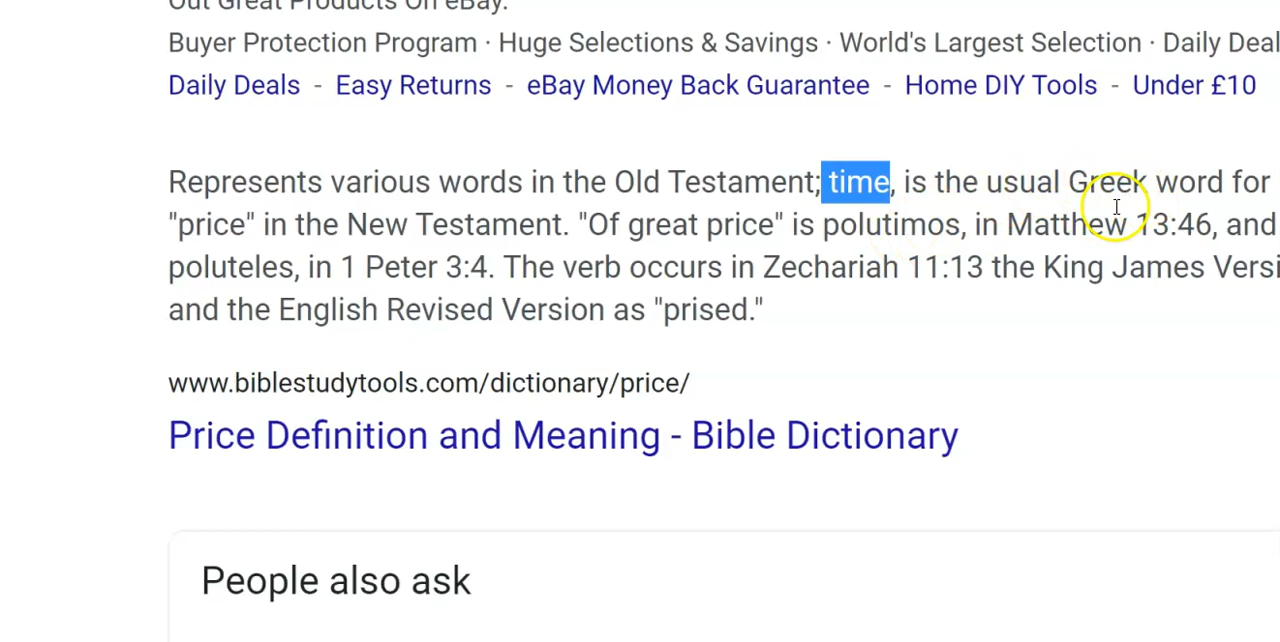 Out Great Products On eBay.
Buyer Protection Program · Huge Selections & Savings · World's Largest Selection · Daily Deal
Daily Deals - Easy Returns - eBay Money Back Guarantee - Home DIY Tools - Under £10
Represents various words in the Old Testament; time, is the usual Greek word for
"price" in the New Testament. "Of great price" is polutimos, in Matthew 13:46, and
poluteles, in 1 Peter 3:4. The verb occurs in Zechariah 11:13 the King James Versi
and the English Revised Version as "prised."
www.biblestudytools.com/dictionary/price/
Price Definition and Meaning - Bible Dictionary
People also ask